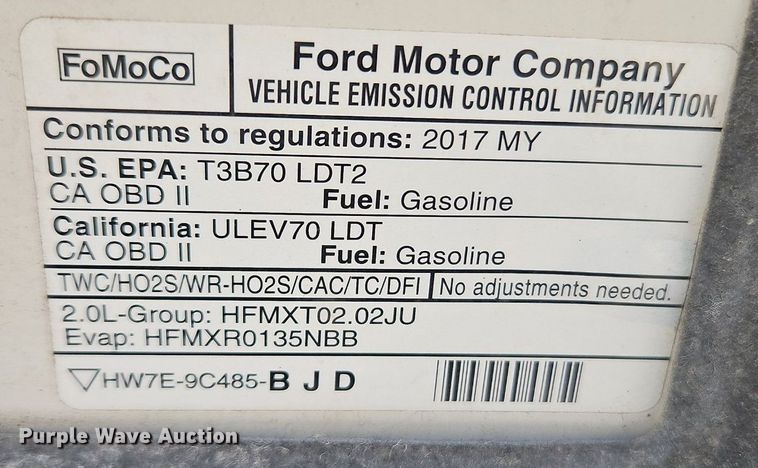 FoMoCo
Ford Motor Company
VEHICLE EMISSION CONTROL INFORMATION
Conforms to regulations: 2017 MY
U.S. EPA: T3B70 LDT2
CA OBD II Fuel: Gasoline
California: ULEV70 LDT
CA OBD II Fuel: Gasoline
TWC/HO2S/WR-HO2S/CAC/TC/DFI No adjustments needed.
2.0L-Group: HFMXT02.02JU
Evap: HFMXR0135NBB
▽HW7E-9C485-B J D
Purple Wave Auction